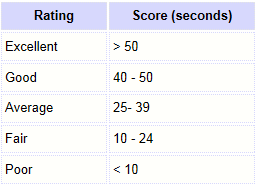 Rating Score (seconds)
Excellent > 50
Good 40 - 50
Average 25- 39
Fair 10 - 24
Poor < 10